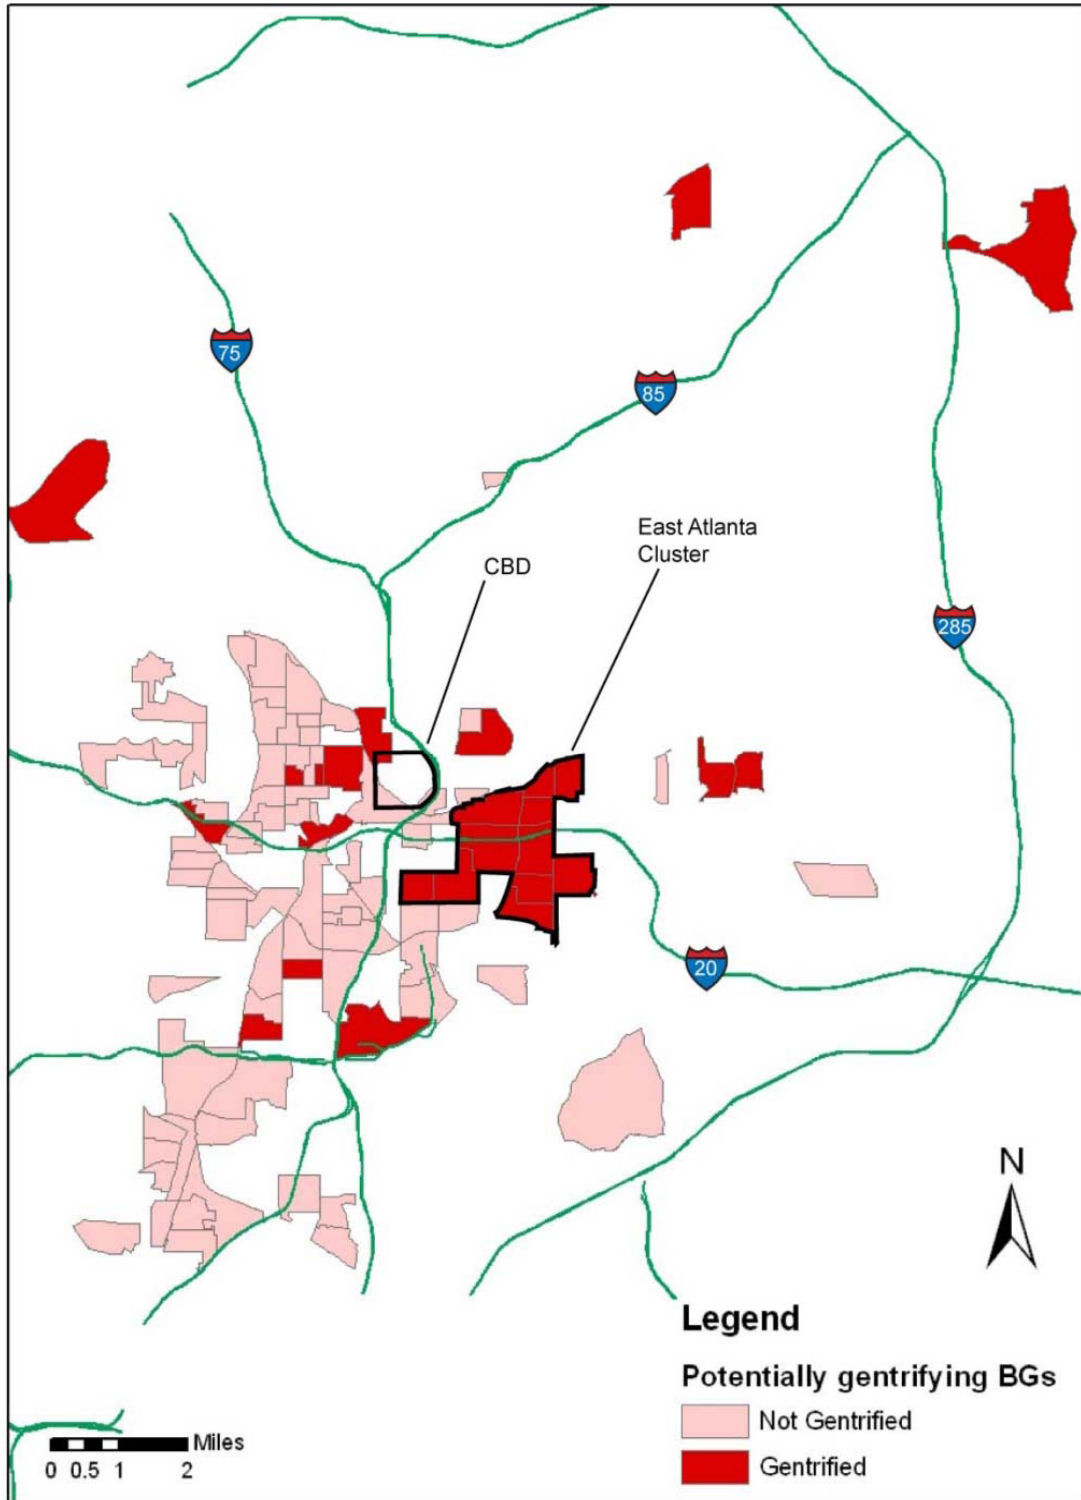 75
85
East Atlanta
Cluster
CBD
285
20
N
Legend
Potentially gentrifying BGs
Not Gentrified
Gentrified
Miles
0 0.5 1 2